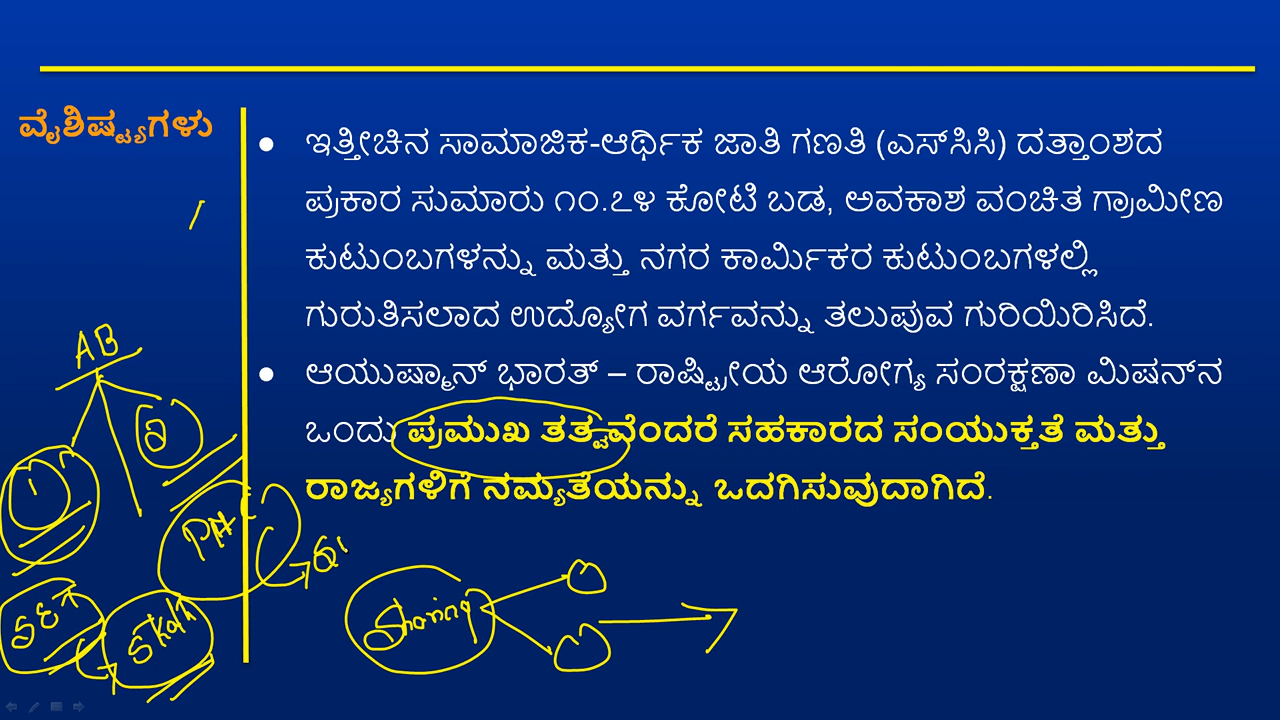 ವೈಶಿಷ್ಟ್ಯಗಳು
ಇತ್ತೀಚಿನ ಸಾಮಾಜಿಕ-ಆರ್ಥಿಕ ಜಾತಿ ಗಣತಿ (ಎಸ್‌ಸಿಸಿ) ದತ್ತಾಂಶದ
ಪ್ರಕಾರ ಸುಮಾರು ೧೦.೭೪ ಕೋಟಿ ಬಡ, ಅವಕಾಶ ವಂಚಿತ ಗ್ರಾಮೀಣ
ಕುಟುಂಬಗಳನ್ನು ಮತ್ತು ನಗರ ಕಾರ್ಮಿಕರ ಕುಟುಂಬಗಳಲ್ಲಿ
ಗುರುತಿಸಲಾದ ಉದ್ಯೋಗ ವರ್ಗವನ್ನು ತಲುಪುವ ಗುರಿಯಿರಿಸಿದೆ.
ಆಯುಷ್ಮಾನ್ ಭಾರತ್ – ರಾಷ್ಟ್ರೀಯ ಆರೋಗ್ಯ ಸಂರಕ್ಷಣಾ ಮಿಷನ್‌ನ
ಒಂದು ಪ್ರಮುಖ ತತ್ವವೆಂದರೆ ಸಹಕಾರದ ಸಂಯುಕ್ತತೆ ಮತ್ತು
ರಾಜ್ಯಗಳಿಗೆ ನಮ್ಯತೆಯನ್ನು ಒದಗಿಸುವುದಾಗಿದೆ.
AB
Sharing